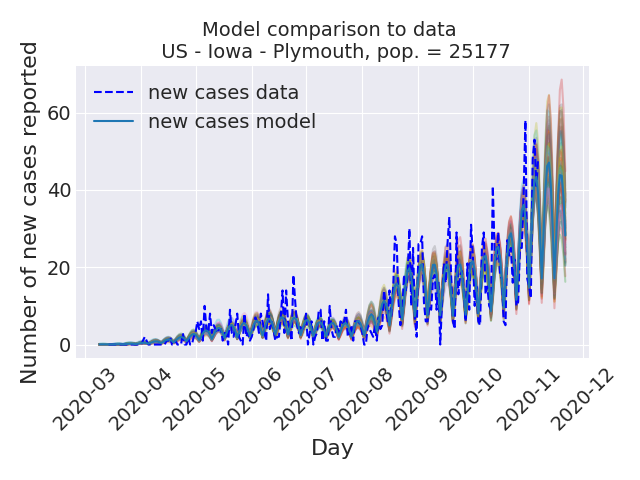 Model comparison to data
US - Iowa - Plymouth, pop. = 25177
Number of new cases reported
60
40
20
0
new cases data
new cases model
2020-03
2020-04
2020-05
2020-06
2020-07
2020-08
2020-09
2020-10
2020-11
2020-12
Day